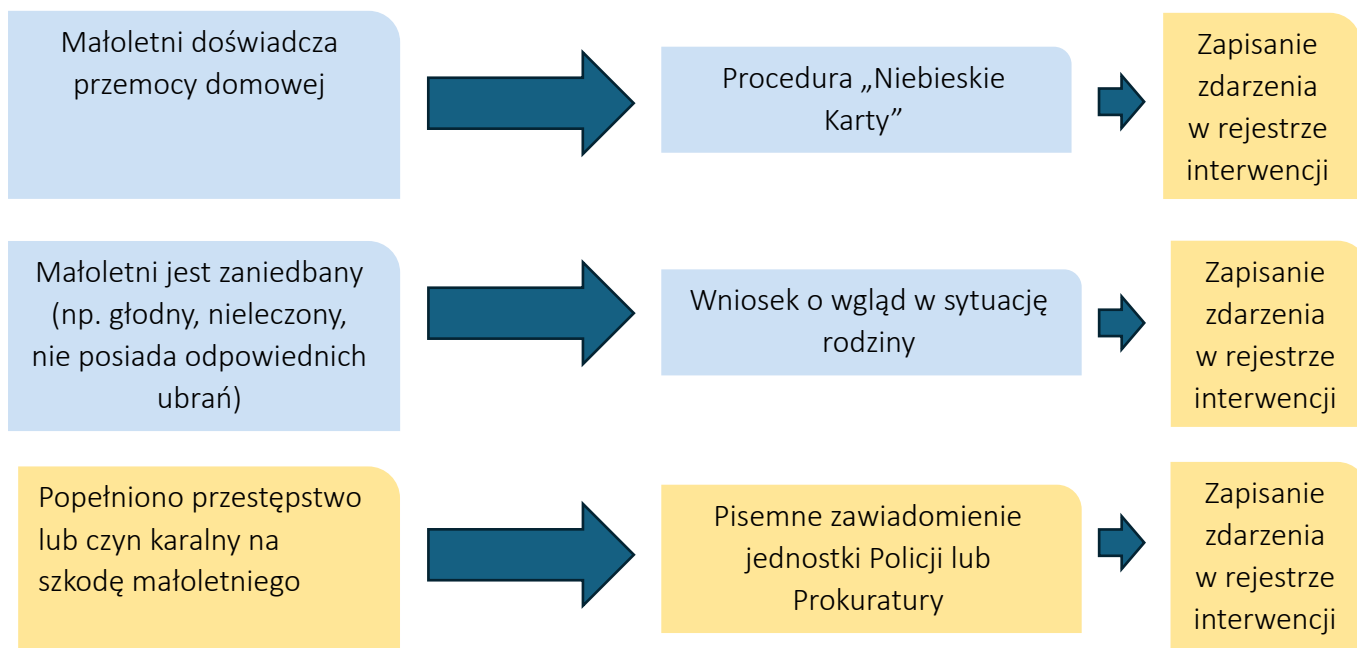 Małoletni doświadcza
przemocy domowej
Procedura „Niebieskie
Karty”
Zapisanie
zdarzenia
w rejestrze
interwencji
Małoletni jest zaniedbany
(np. głodny, nieleczony,
nie posiada odpowiednich
ubrań)
Wniosek o wgląd w sytuację
rodziny
Zapisanie
zdarzenia
w rejestrze
interwencji
Popełniono przestępstwo
lub czyn karalny na
szkodę małoletniego
Pisemne zawiadomienie
jednostki Policji lub
Prokuratury
Zapisanie
zdarzenia
w rejestrze
interwencji